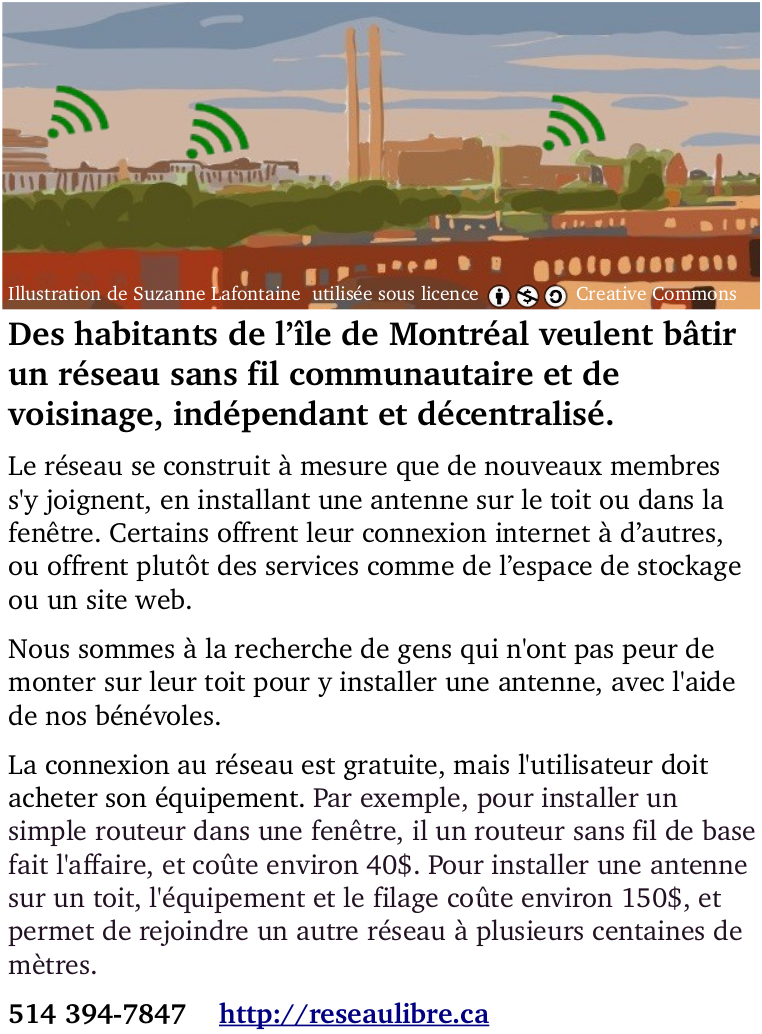 Illustration de Suzanne Lafontaine utilisée sous licence Creative Commons
Des habitants de l’île de Montréal veulent bâtir
un réseau sans fil communautaire et de
voisinage, indépendant et décentralisé.
Le réseau se construit à mesure que de nouveaux membres
s'y joignent, en installant une antenne sur le toit ou dans la
fenêtre. Certains offrent leur connexion internet à d’autres,
ou offrent plutôt des services comme de l’espace de stockage
ou un site web.
Nous sommes à la recherche de gens qui n'ont pas peur de
monter sur leur toit pour y installer une antenne, avec l'aide
de nos bénévoles.
La connexion au réseau est gratuite, mais l'utilisateur doit
acheter son équipement. Par exemple, pour installer un
simple routeur dans une fenêtre, il un routeur sans fil de base
fait l'affaire, et coûte environ 40$. Pour installer une antenne
sur un toit, l'équipement et le filage coûte environ 150$, et
permet de rejoindre un autre réseau à plusieurs centaines de
mètres.
514 394-7847 http://reseaulibre.ca